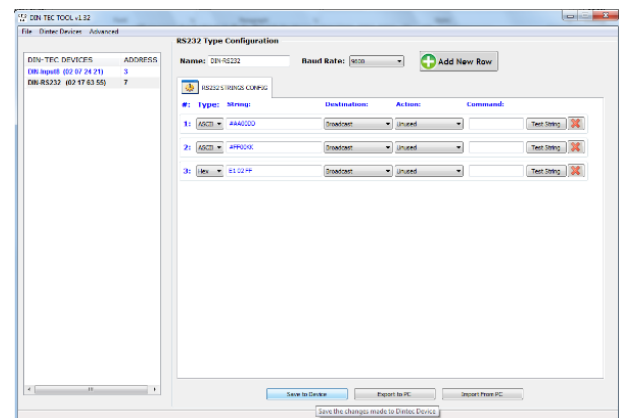 DIN TEC TOOL v1.32
File Dintec Devices Advanced
RS232 Type Configuration
DIN-TEC DEVICES ADDRESS
DIN-Input8 (02 07 24 21) 3
DIN-RS232 (02 17 63 55) 7
Name: DIN-RS232 Baud Rate: 9600 Add New Row
RS232 STRINGS CONFIG
#: Type: String: Destination: Action: Command:
1: ASCII #AA00DD Broadcast Unused Test String
2: ASCII #FF00KK Broadcast Unused Test String
3: Hex E1 02 FF Broadcast Unused Test String
Save to Device Export to PC Import From PC
Save the changes made to Dintec Device